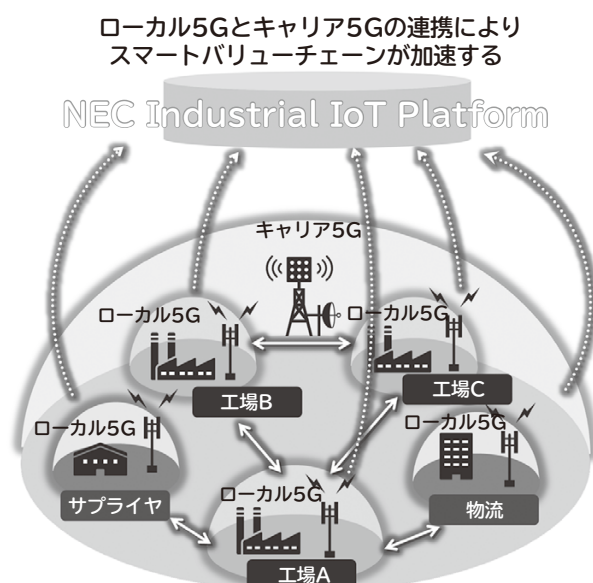 ローカル5Gとキャリア5Gの連携により
スマートバリューチェーンが加速する
NEC Industrial IoT Platform
キャリア5G
ローカル5G
ローカル5G
工場B
工場C
ローカル5G
ローカル5G
サプライヤ
ローカル5G
物流
工場A